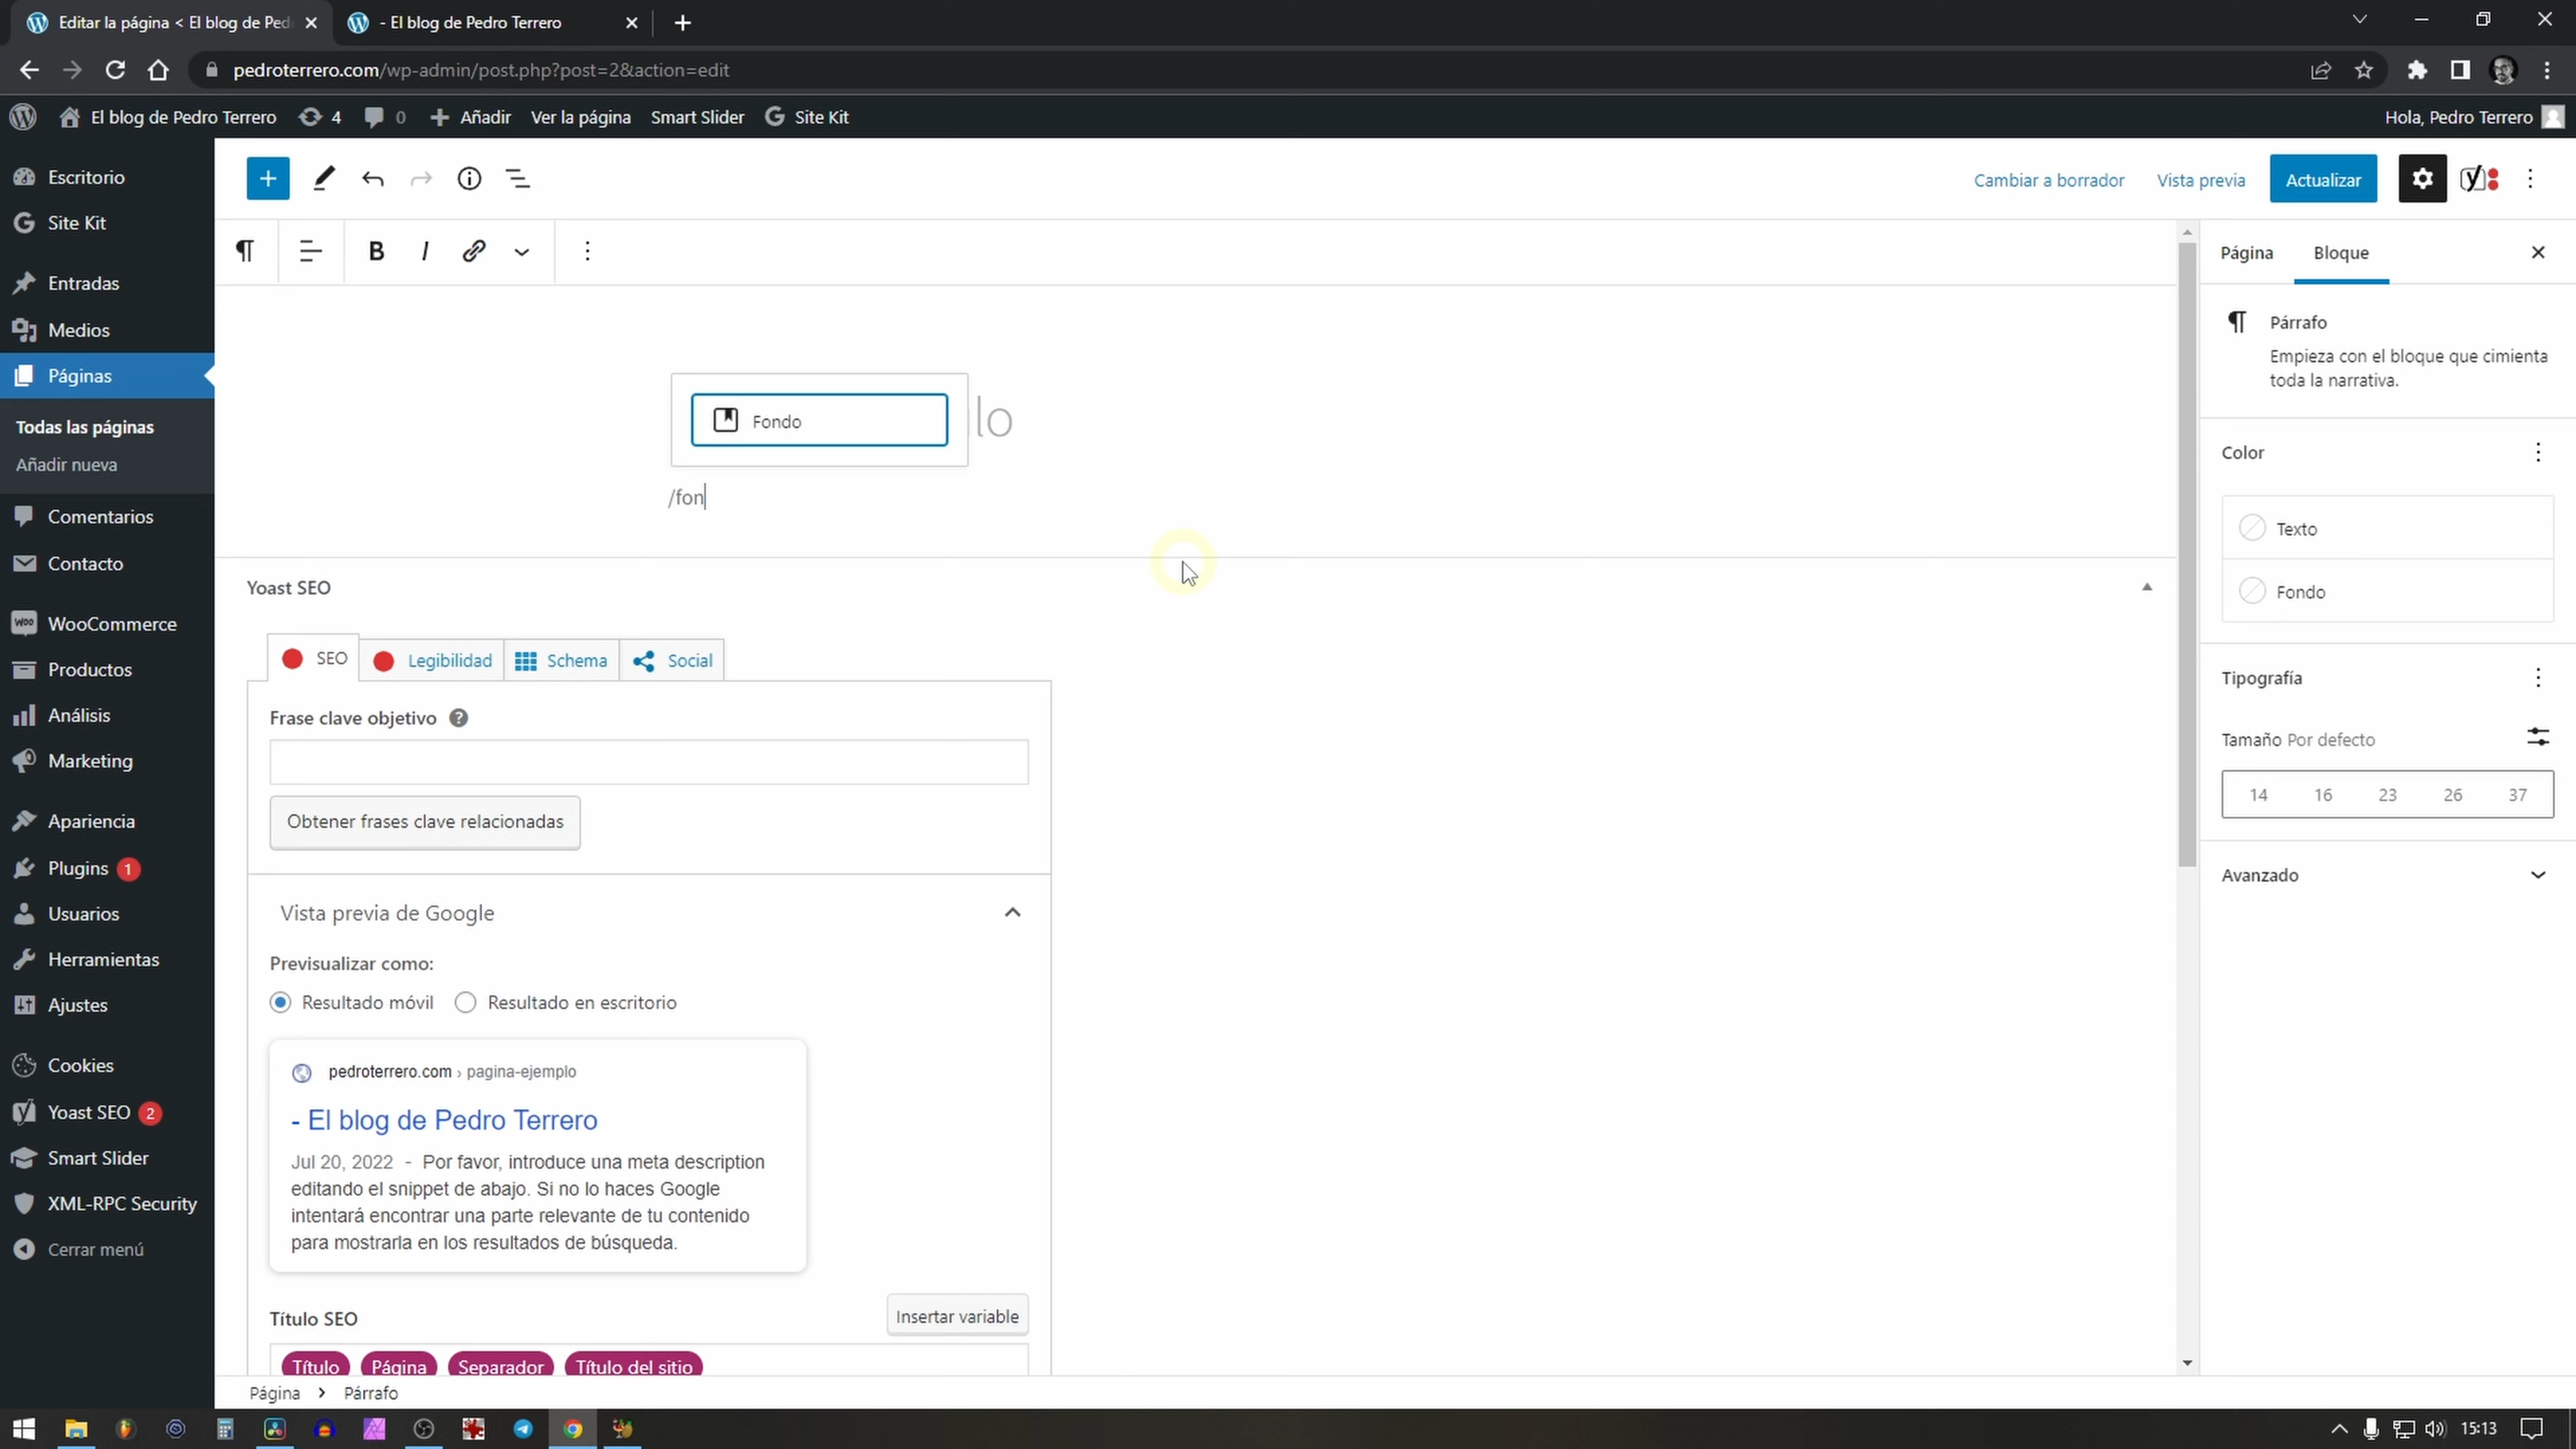 Editar la página < El blog de Ped
- El blog de Pedro Terrero
pedroterrero.com/wp-admin/post.php?post=2&action=edit
El blog de Pedro Terrero
4
0
Añadir
Ver la página
Smart Slider
Site Kit
Hola, Pedro Terrero
Escritorio
Site Kit
Entradas
Medios
Páginas
Todas las páginas
Añadir nueva
Comentarios
Contacto
WooCommerce
Productos
Análisis
Marketing
Apariencia
Plugins 1
Usuarios
Herramientas
Ajustes
Cookies
Yoast SEO 2
Smart Slider
XML-RPC Security
Cerrar menú
Cambiar a borrador
Vista previa
Actualizar
Fondo
lo
/fon
Yoast SEO
SEO
Legibilidad
Schema
Social
Frase clave objetivo
Obtener frases clave relacionadas
Vista previa de Google
Previsualizar como:
Resultado móvil
Resultado en escritorio
pedroterrero.com › pagina-ejemplo
- El blog de Pedro Terrero
Jul 20, 2022 - Por favor, introduce una meta description
editando el snippet de abajo. Si no lo haces Google
intentará encontrar una parte relevante de tu contenido
para mostrarla en los resultados de búsqueda.
Título SEO
Insertar variable
Título
Página
Separador
Título del sitio
Página › Párrafo
Página
Bloque
Párrafo
Empieza con el bloque que cimienta
toda la narrativa.
Color
Texto
Fondo
Tipografía
Tamaño Por defecto
14 16 23 26 37
Avanzado
15:13